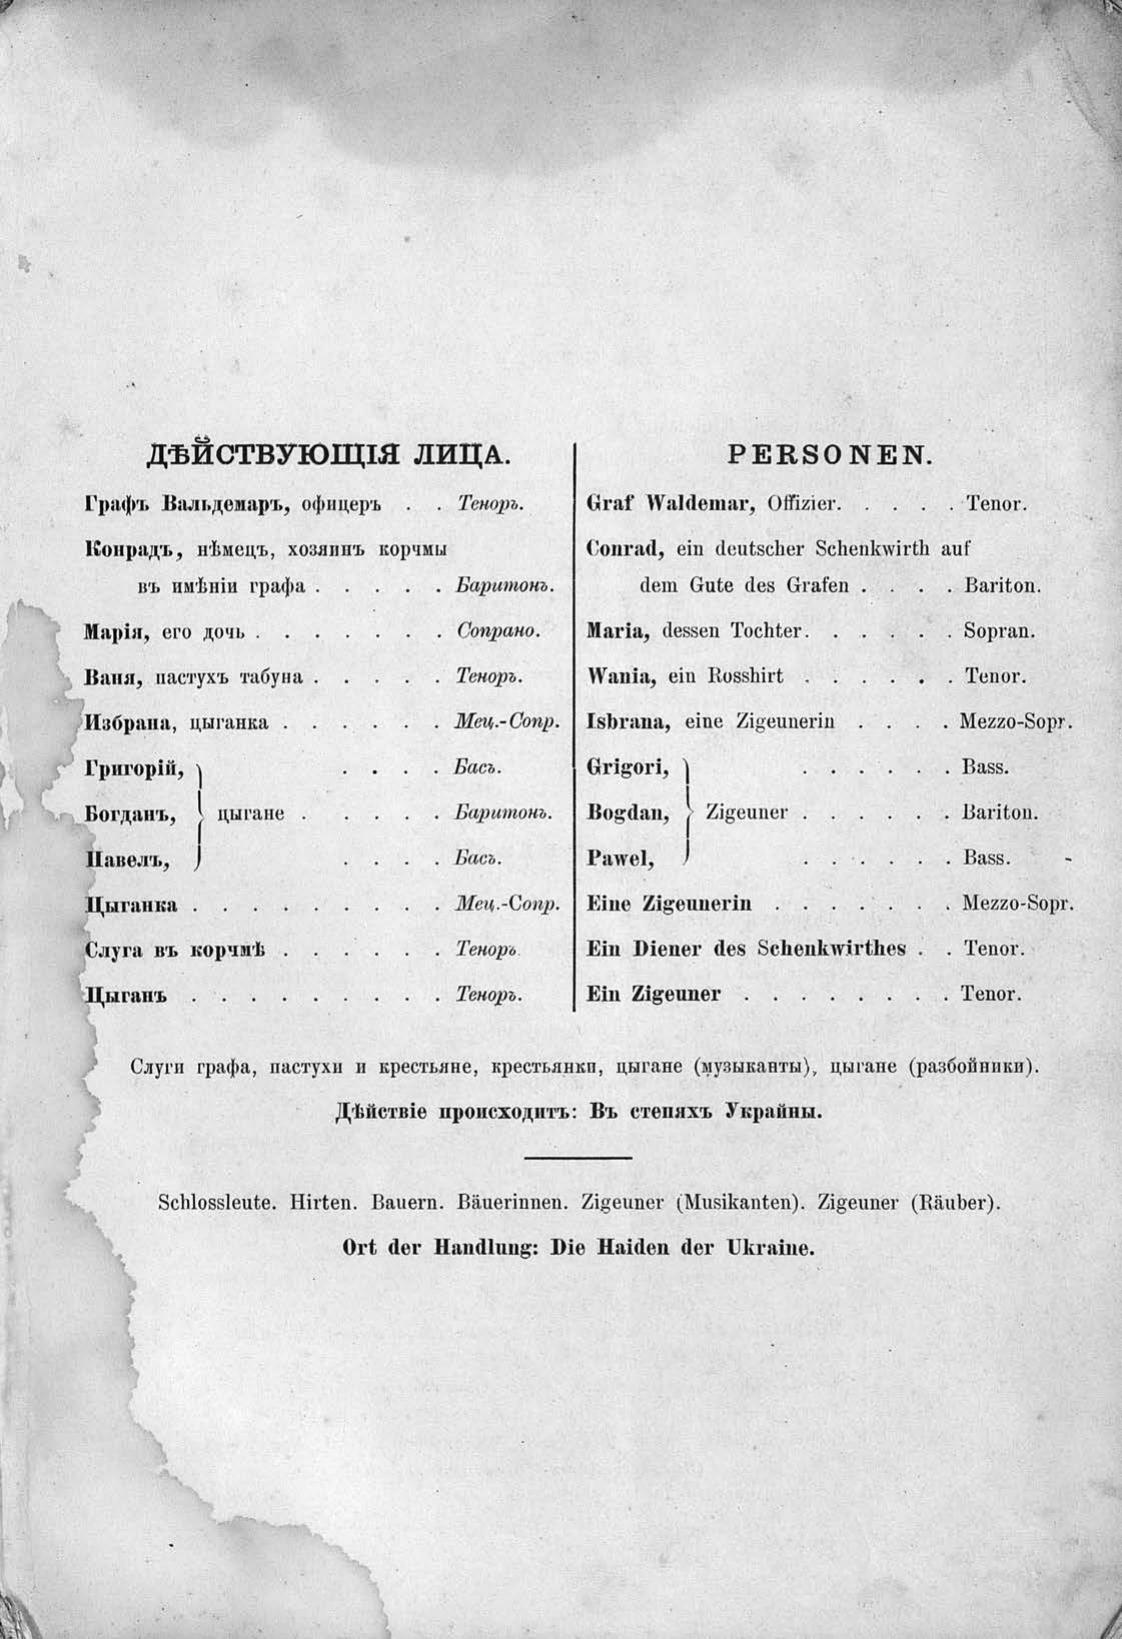 ДѢЙСТВУЮЩІЯ ЛИЦА.
Графъ Вальдемаръ, офицеръ . . Теноръ.
Конрадъ, нѣмецъ, хозяинъ корчмы
въ имѣніи графа . . . . . Баритонъ.
Марія, его дочь . . . . . . . Сопрано.
Ваня, пастухъ табуна . . . . . Теноръ.
Избрана, цыганка . . . . . . Мец.-Сопр.
Григорій, . . . . Басъ.
Богданъ, } цыгане . . . . . Баритонъ.
Павелъ, . . . . Басъ.
Цыганка . . . . . . . . . Мец.-Сопр.
Слуга въ корчмѣ . . . . . . Теноръ
Цыганъ . . . . . . . . . Теноръ.
PERSONEN.
Graf Waldemar, Offizier. . . . . Tenor.
Conrad, ein deutscher Schenkwirth auf
dem Gute des Grafen . . . . Bariton.
Maria, dessen Tochter. . . . . . Sopran.
Wania, ein Rosshirt . . . . . . Tenor.
Isbrana, eine Zigeunerin . . . . Mezzo-Sopr.
Grigori, . . . . . . Bass.
Bogdan, } Zigeuner . . . . . . Bariton.
Pawel, . . . . . . Bass.
Eine Zigeunerin . . . . . . . Mezzo-Sopr.
Ein Diener des Schenkwirthes . . Tenor.
Ein Zigeuner . . . . . . . . Tenor.
Слуги графа, пастухи и крестьяне, крестьянки, цыгане (музыканты), цыгане (разбойники).
Дѣйствіе происходитъ: Въ степяхъ Украйны.
Schlossleute. Hirten. Bauern. Bäuerinnen. Zigeuner (Musikanten). Zigeuner (Räuber).
Ort der Handlung: Die Haiden der Ukraine.